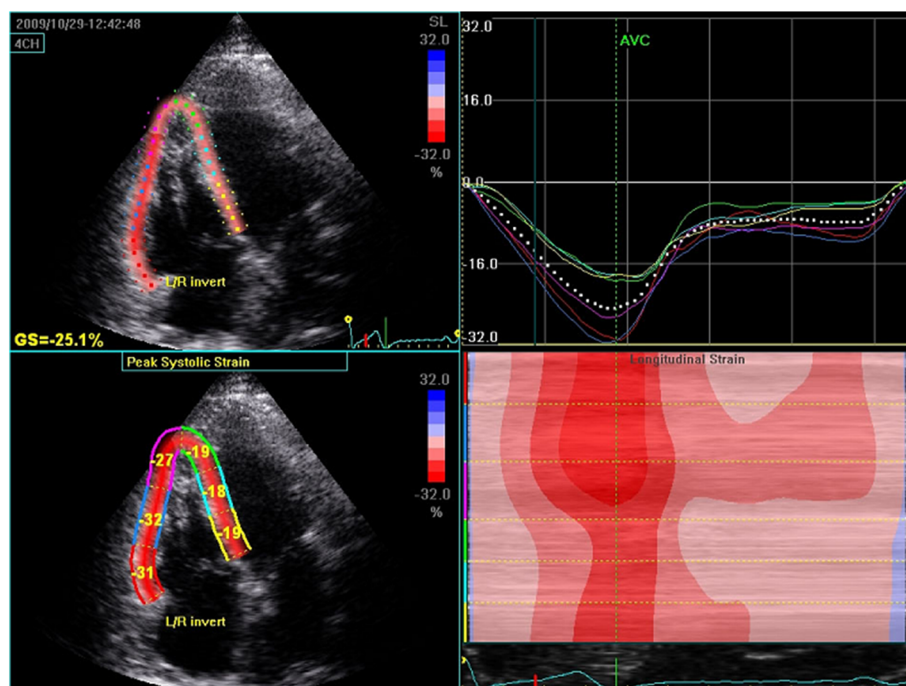 2009/10/29-12:42:48
4CH
SL
32.0
-32.0
%
L/R invert
GS=-25.1%
32.0
AVC
16.0
0.0
-16.0
-32.0
Peak Systolic Strain
32.0
-32.0
%
-27
-19
-32
-18
-19
-31
L/R invert
Longitudinal Strain